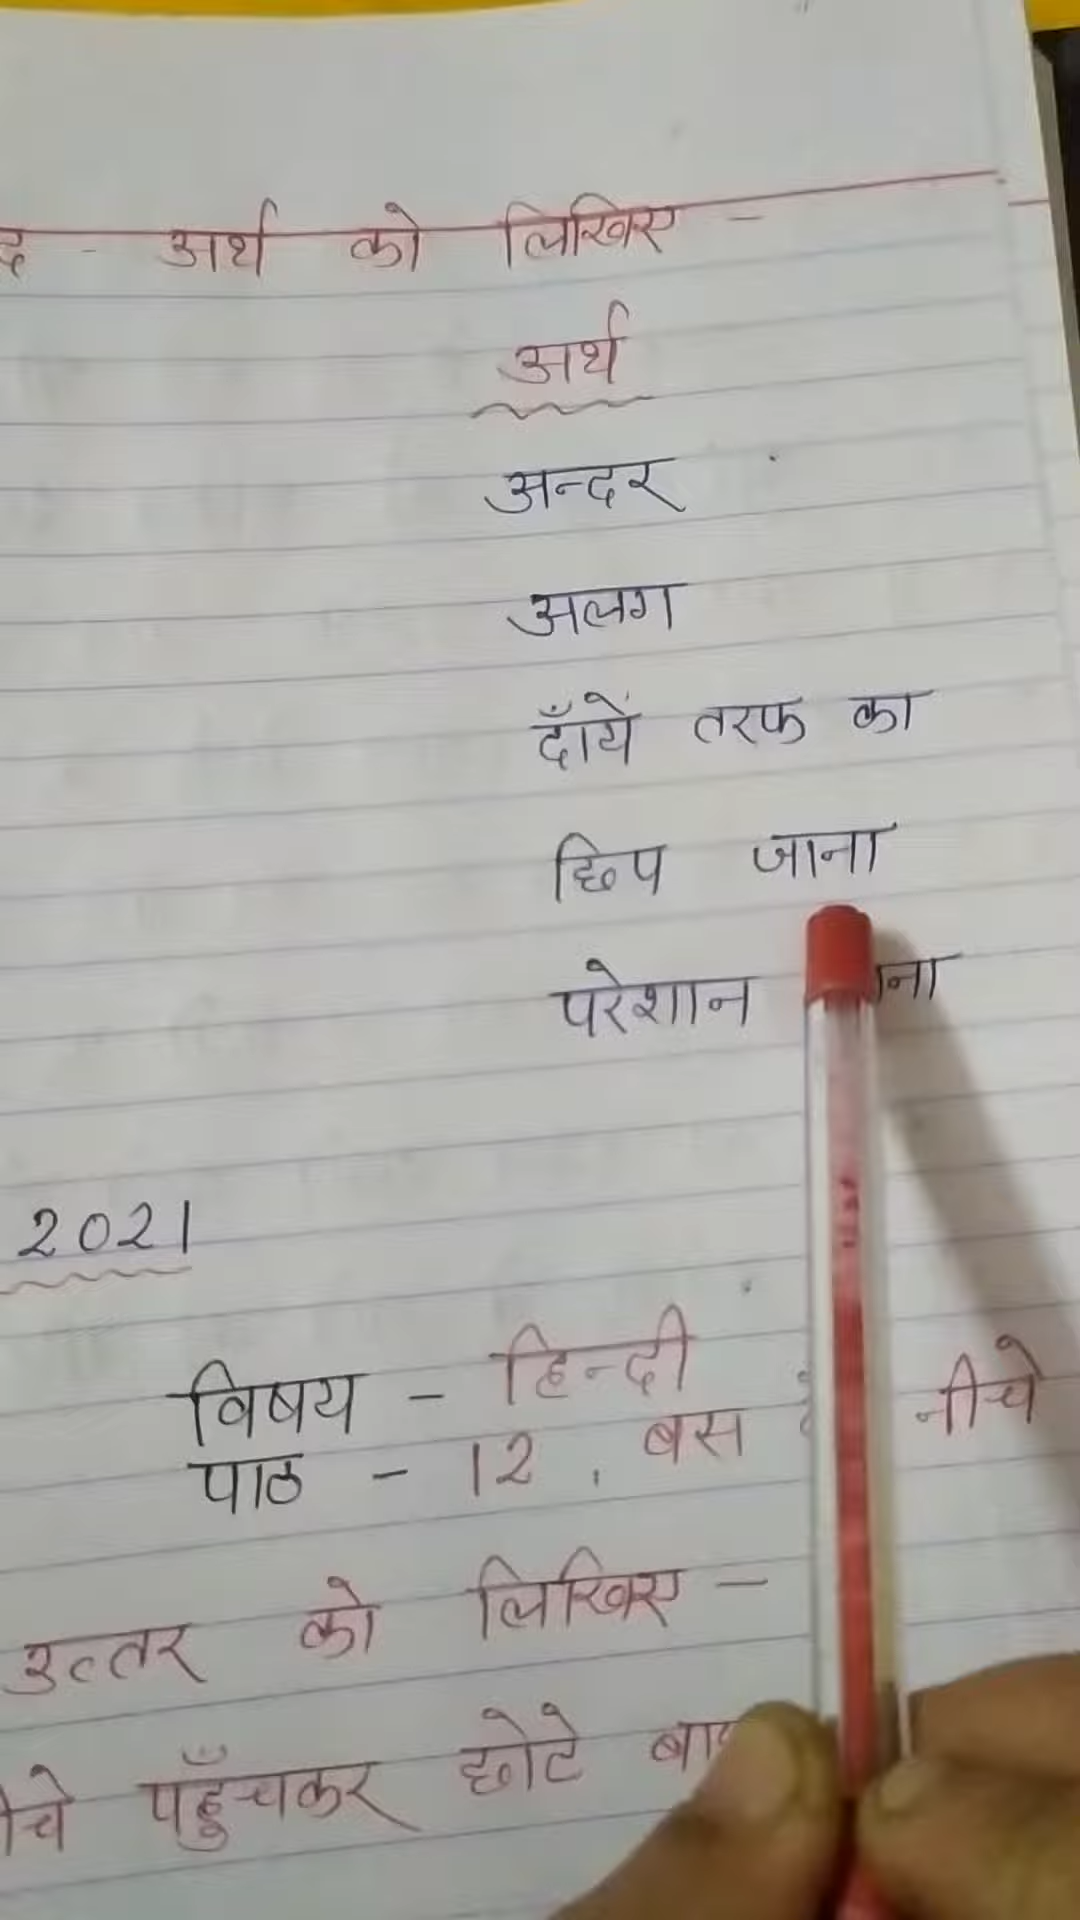 अर्थ को लिखिए -
अर्थ
अन्दर
अलग
दाँयें तरफ का
छिप जाना
परेशान
2021
विषय - हिन्दी
पाठ - 12, बस नीचे
उत्तर को लिखिए -
पहुँचकर छोटे